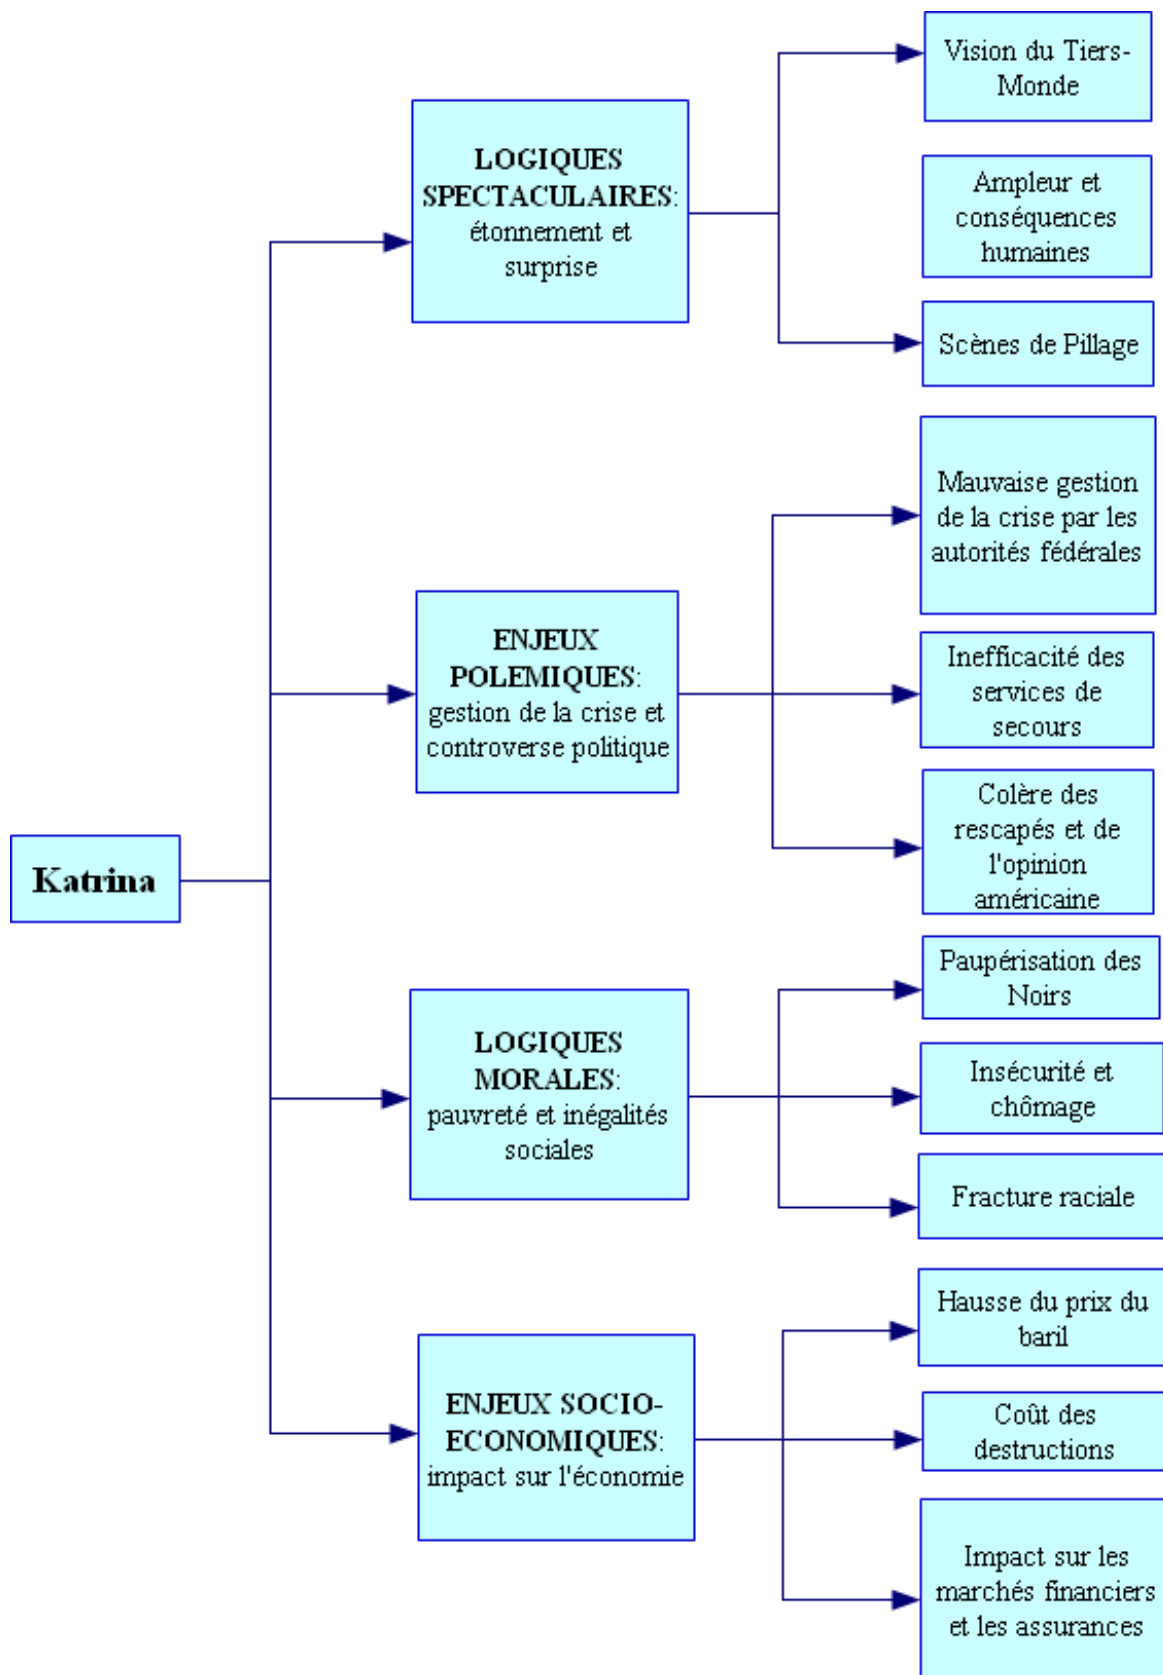 Katrina
LOGIQUES
SPECTACULAIRES:
étonnement et
surprise
Vision du Tiers-
Monde
Ampleur et
conséquences
humaines
Scènes de Pillage
ENJEUX
POLEMIQUES:
gestion de la crise et
controverse politique
Mauvaise gestion
de la crise par les
autorités fédérales
Inefficacité des
services de
secours
Colère des
rescapés et de
l'opinion
américaine
LOGIQUES
MORALES:
pauvreté et inégalités
sociales
Paupérisation des
Noirs
Insécurité et
chômage
Fracture raciale
ENJEUX SOCIO-
ECONOMIQUES:
impact sur l'économie
Hausse du prix du
baril
Coût des
destructions
Impact sur les
marchés financiers
et les assurances